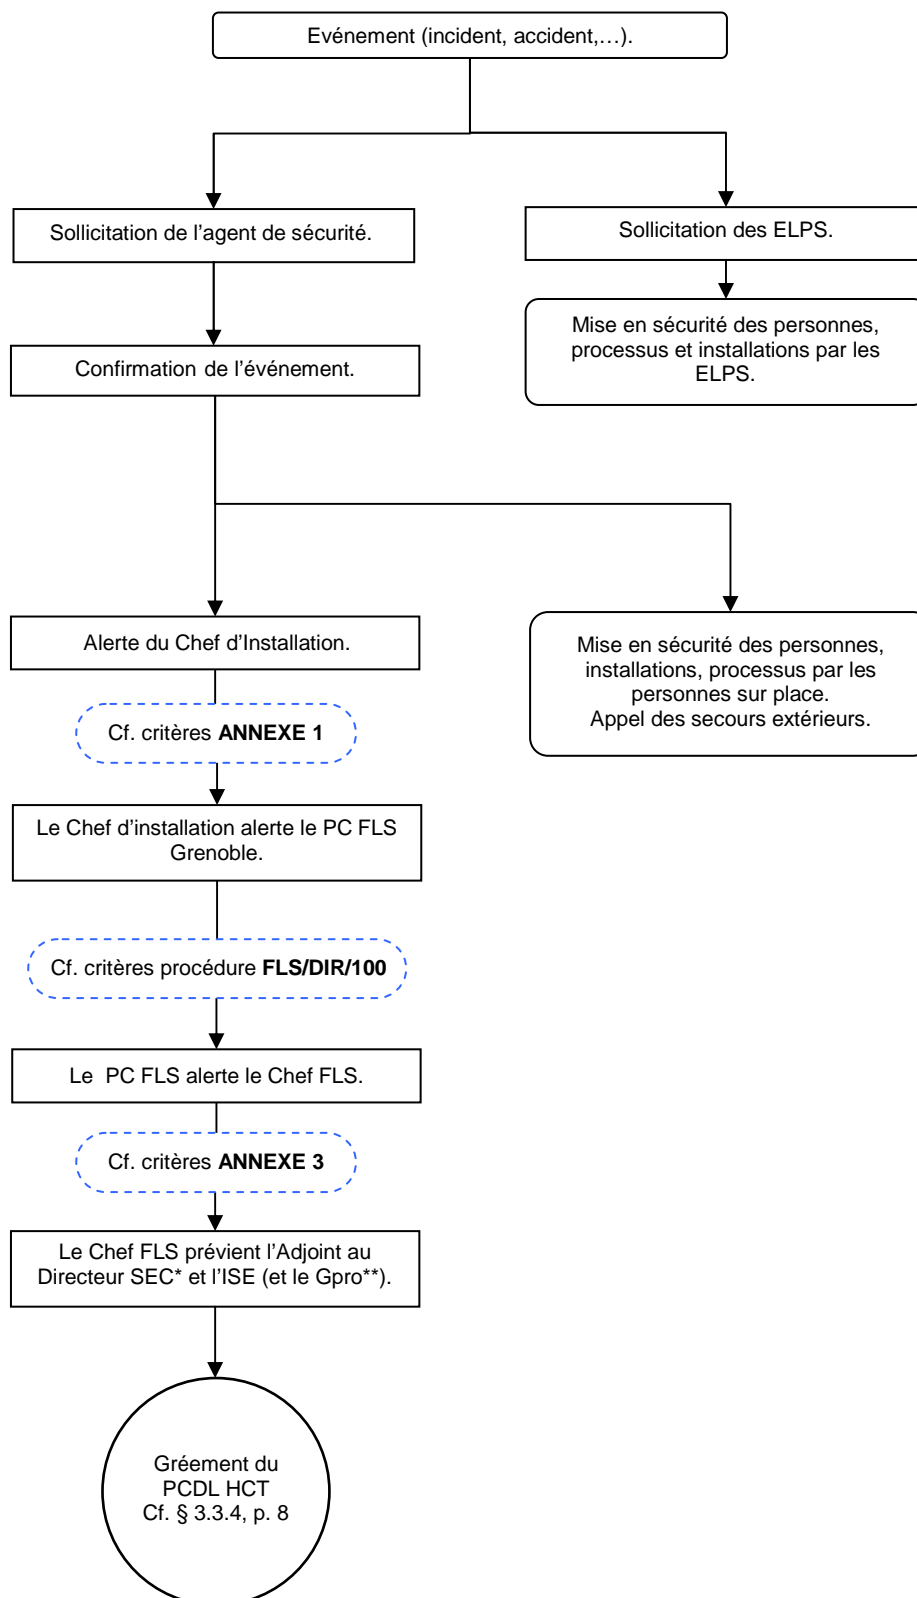 Evénement (incident, accident,…).
Sollicitation de l’agent de sécurité.
Sollicitation des ELPS.
Mise en sécurité des personnes,
processus et installations par les
ELPS.
Confirmation de l’événement.
Alerte du Chef d’Installation.
Mise en sécurité des personnes,
installations, processus par les
personnes sur place.
Appel des secours extérieurs.
Cf. critères ANNEXE 1
Le Chef d’installation alerte le PC FLS
Grenoble.
Cf. critères procédure FLS/DIR/100
Le PC FLS alerte le Chef FLS.
Cf. critères ANNEXE 3
Le Chef FLS prévient l’Adjoint au
Directeur SEC* et l’ISE (et le Gpro**).
Gréement du
PCDL HCT
Cf. § 3.3.4, p. 8